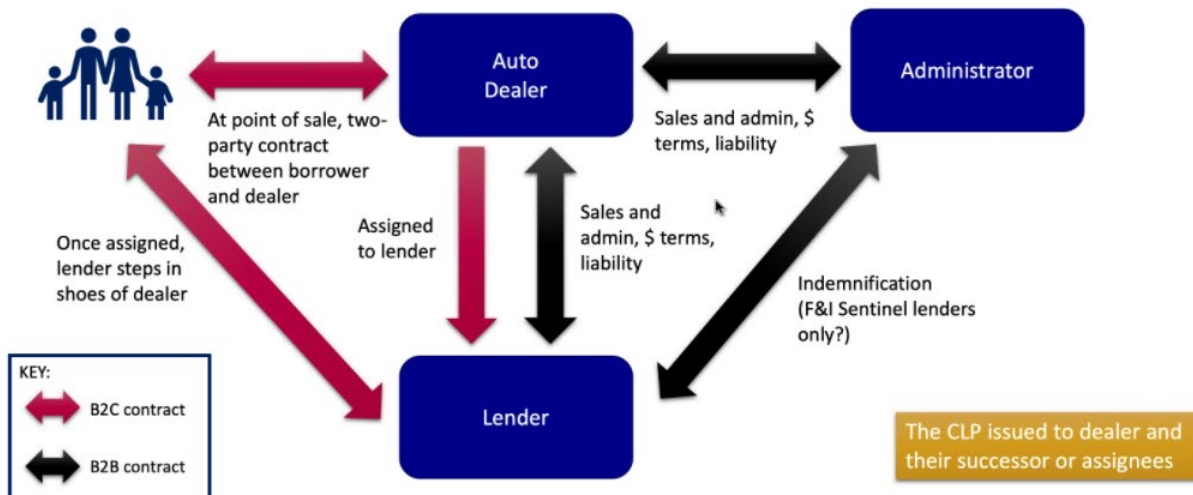 Auto
Dealer
Administrator
At point of sale, two-
party contract
between borrower
and dealer
Sales and admin, $
terms, liability
Once assigned,
lender steps in
shoes of dealer
Assigned
to lender
Sales and
admin, $ terms,
liability
Indemnification
(F&I Sentinel lenders
only?)
KEY:
B2C contract
B2B contract
Lender
The CLP issued to dealer and
their successor or assignees